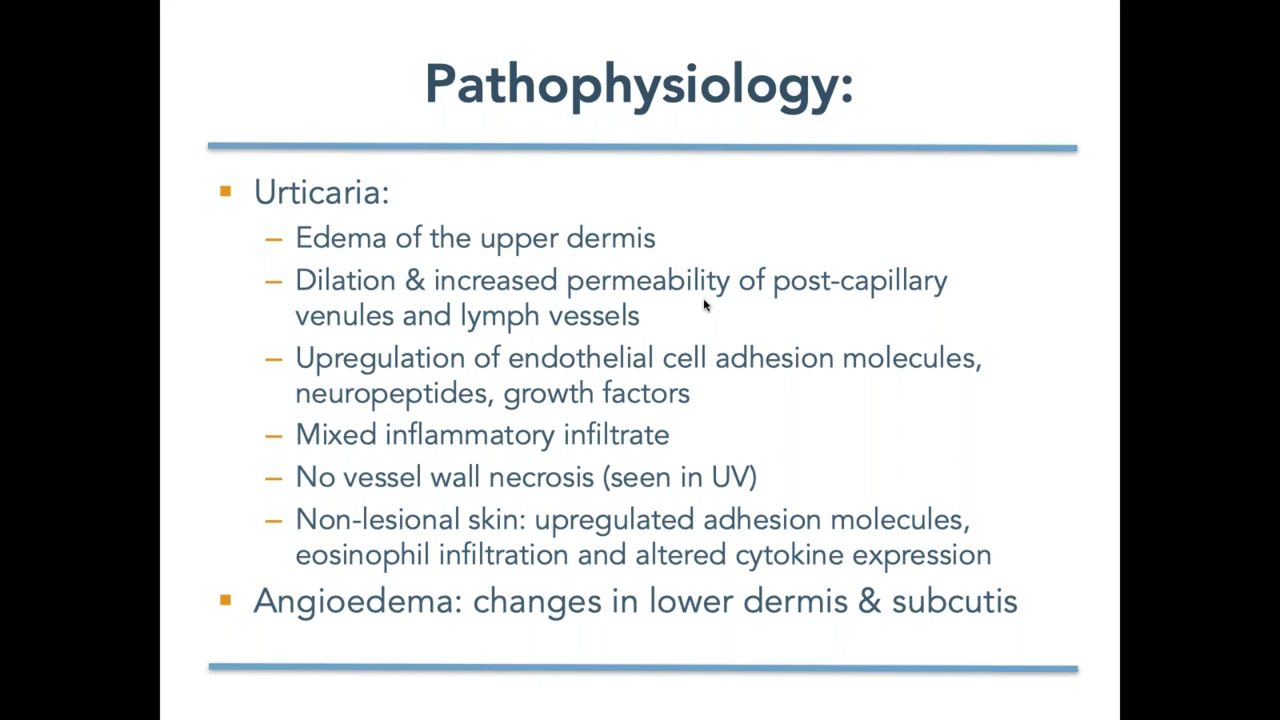 Pathophysiology:
▪ Urticaria:
– Edema of the upper dermis
– Dilation & increased permeability of post-capillary
venules and lymph vessels
– Upregulation of endothelial cell adhesion molecules,
neuropeptides, growth factors
– Mixed inflammatory infiltrate
– No vessel wall necrosis (seen in UV)
– Non-lesional skin: upregulated adhesion molecules,
eosinophil infiltration and altered cytokine expression
▪ Angioedema: changes in lower dermis & subcutis